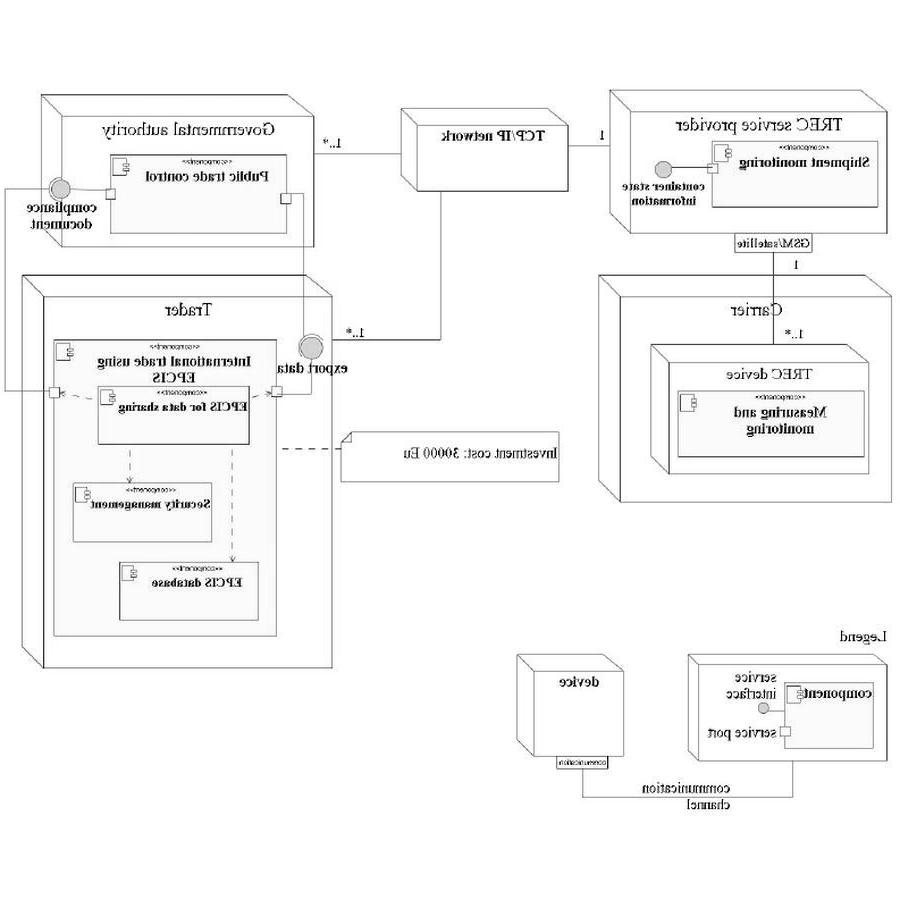 TREC service provider
<<component>>
Shipment monitoring
container state
information
GSM/satellite
1
1
TCP/IP network
1..*
Governmental authority
<<component>>
Public trade control
compliance
document
Carrier
1..*
TREC device
<<component>>
Measuring and
monitoring
Trader
1..*
export data
<<component>>
International trade using
EPCIS
<<component>>
EPCIS for data sharing
Investment cost: 30000 Eu
<<component>>
Security management
<<component>>
EPCIS database
Legend
component
service
interface
service port
device
communication
communication
channel